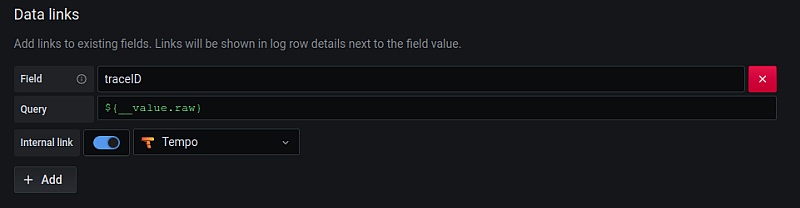 Data links
Add links to existing fields. Links will be shown in log row details next to the field value.
Field traceID
Query ${__value.raw}
Internal link Tempo
+ Add